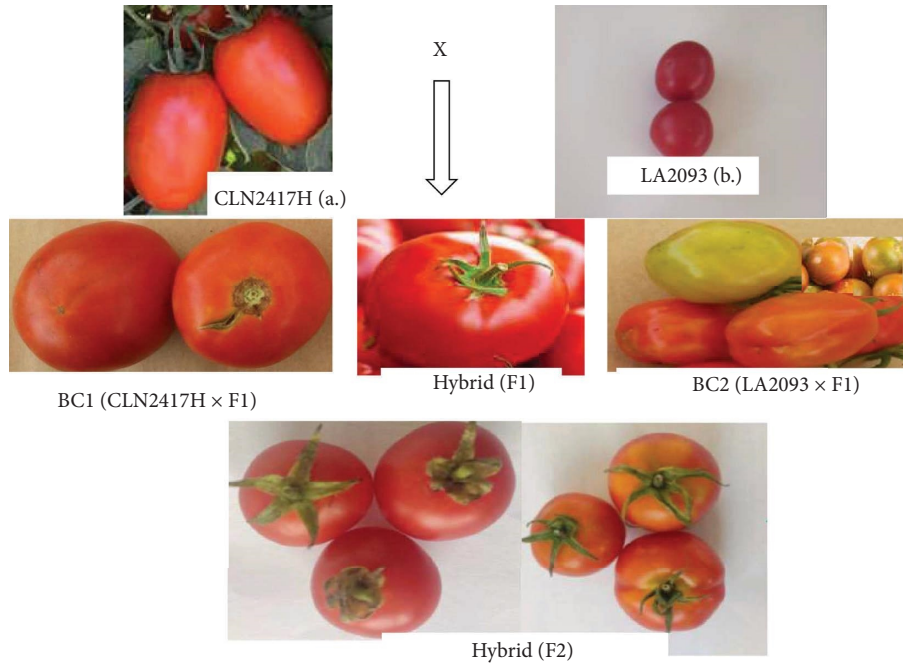 X
CLN2417H (a.)
LA2093 (b.)
BC1 (CLN2417H × F1)
Hybrid (F1)
BC2 (LA2093 × F1)
Hybrid (F2)